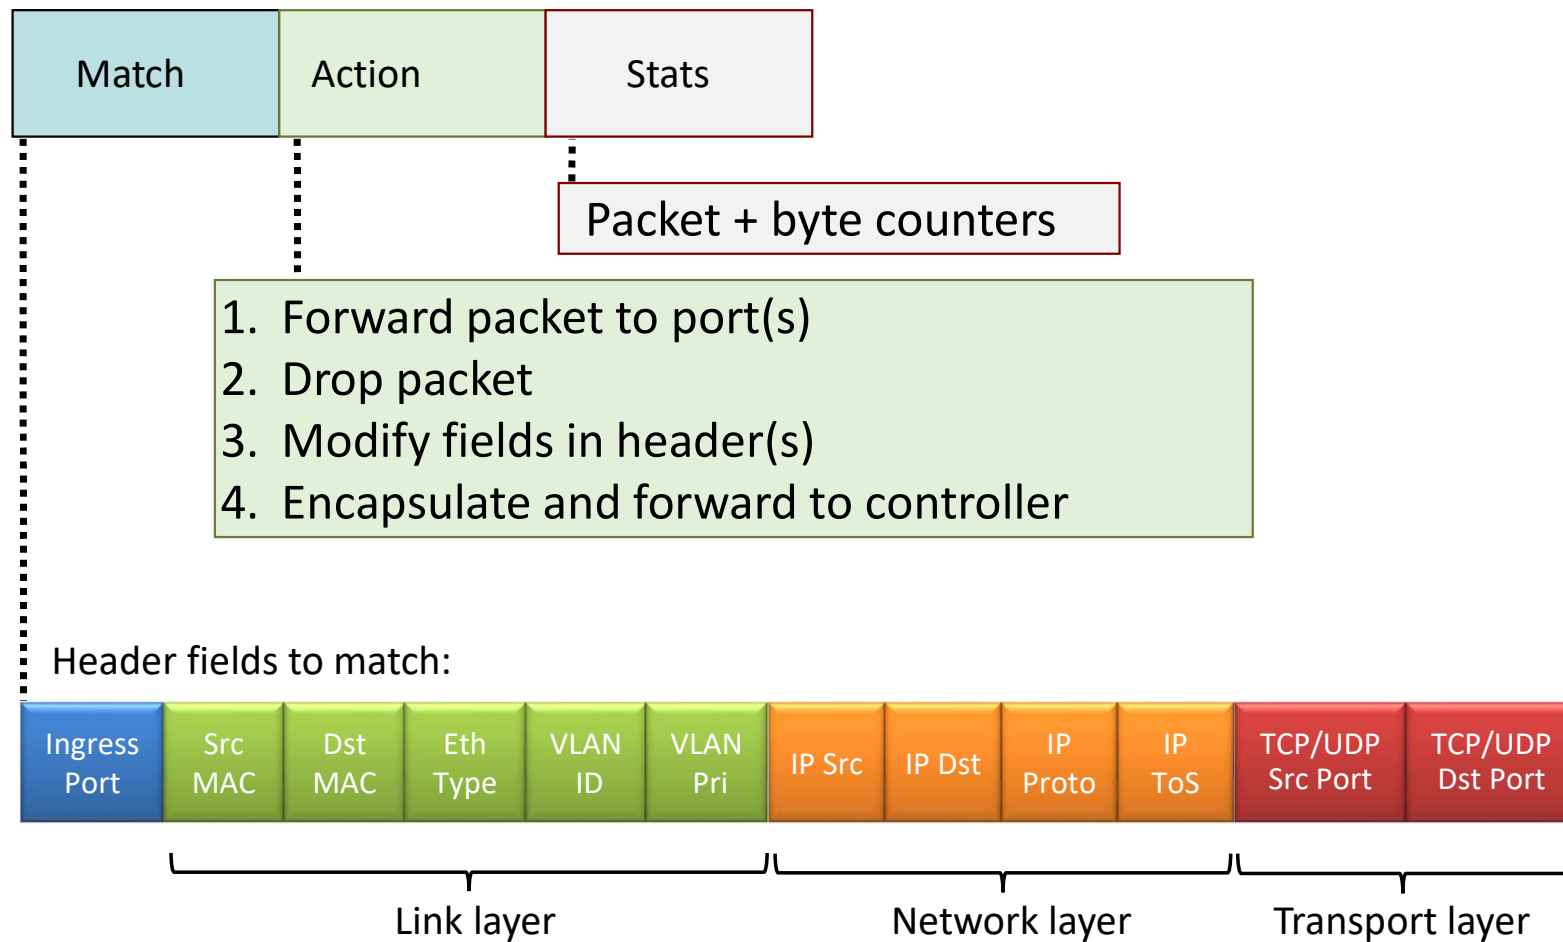 Match
Action
Stats
Packet + byte counters
1. Forward packet to port(s)
2. Drop packet
3. Modify fields in header(s)
4. Encapsulate and forward to controller
Header fields to match:
Ingress
Port
Src
MAC
Dst
MAC
Eth
Type
VLAN
ID
VLAN
Pri
IP Src
IP Dst
IP
Proto
IP
ToS
TCP/UDP
Src Port
TCP/UDP
Dst Port
Link layer
Network layer
Transport layer